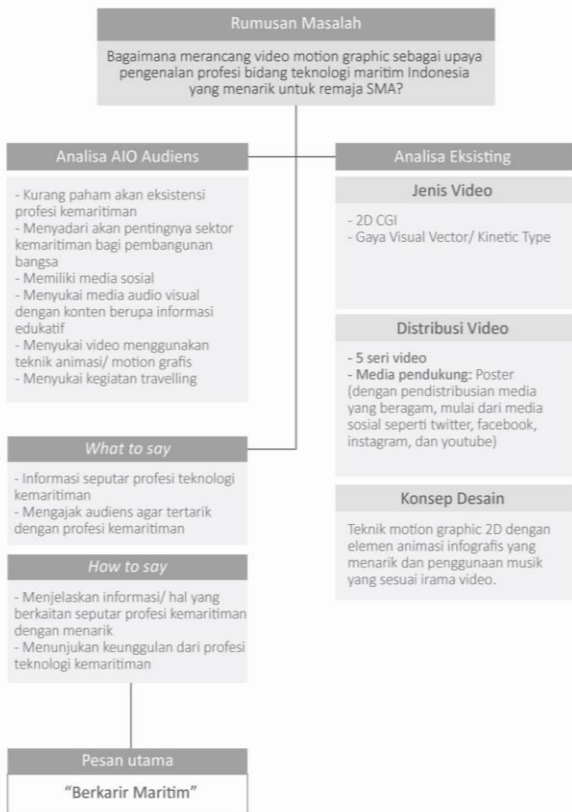 Rumusan Masalah
Bagaimana merancang video motion graphic sebagai upaya
pengenalan profesi bidang teknologi maritim Indonesia
yang menarik untuk remaja SMA?
Analisa AIO Audiens
- Kurang paham akan eksistensi
profesi kemaritiman
- Menyadari akan pentingnya sektor
kemaritiman bagi pembangunan
bangsa
- Memiliki media sosial
- Menyukai media audio visual
dengan konten berupa informasi
edukatif
- Menyukai video menggunakan
teknik animasi/ motion grafis
- Menyukai kegiatan travelling
What to say
- Informasi seputar profesi teknologi
kemaritiman
- Mengajak audiens agar tertarik
dengan profesi kemaritiman
How to say
- Menjelaskan informasi/ hal yang
berkaitan seputar profesi kemaritiman
dengan menarik
- Menunjukan keunggulan dari profesi
teknologi kemaritiman
Pesan utama
“Berkarir Maritim”
Analisa Eksisting
Jenis Video
- 2D CGI
- Gaya Visual Vector/ Kinetic Type
Distribusi Video
- 5 seri video
- Media pendukung: Poster
(dengan pendistribusian media
yang beragam, mulai dari media
sosial seperti twitter, facebook,
instagram, dan youtube)
Konsep Desain
Teknik motion graphic 2D dengan
elemen animasi infografis yang
menarik dan penggunaan musik
yang sesuai irama video.